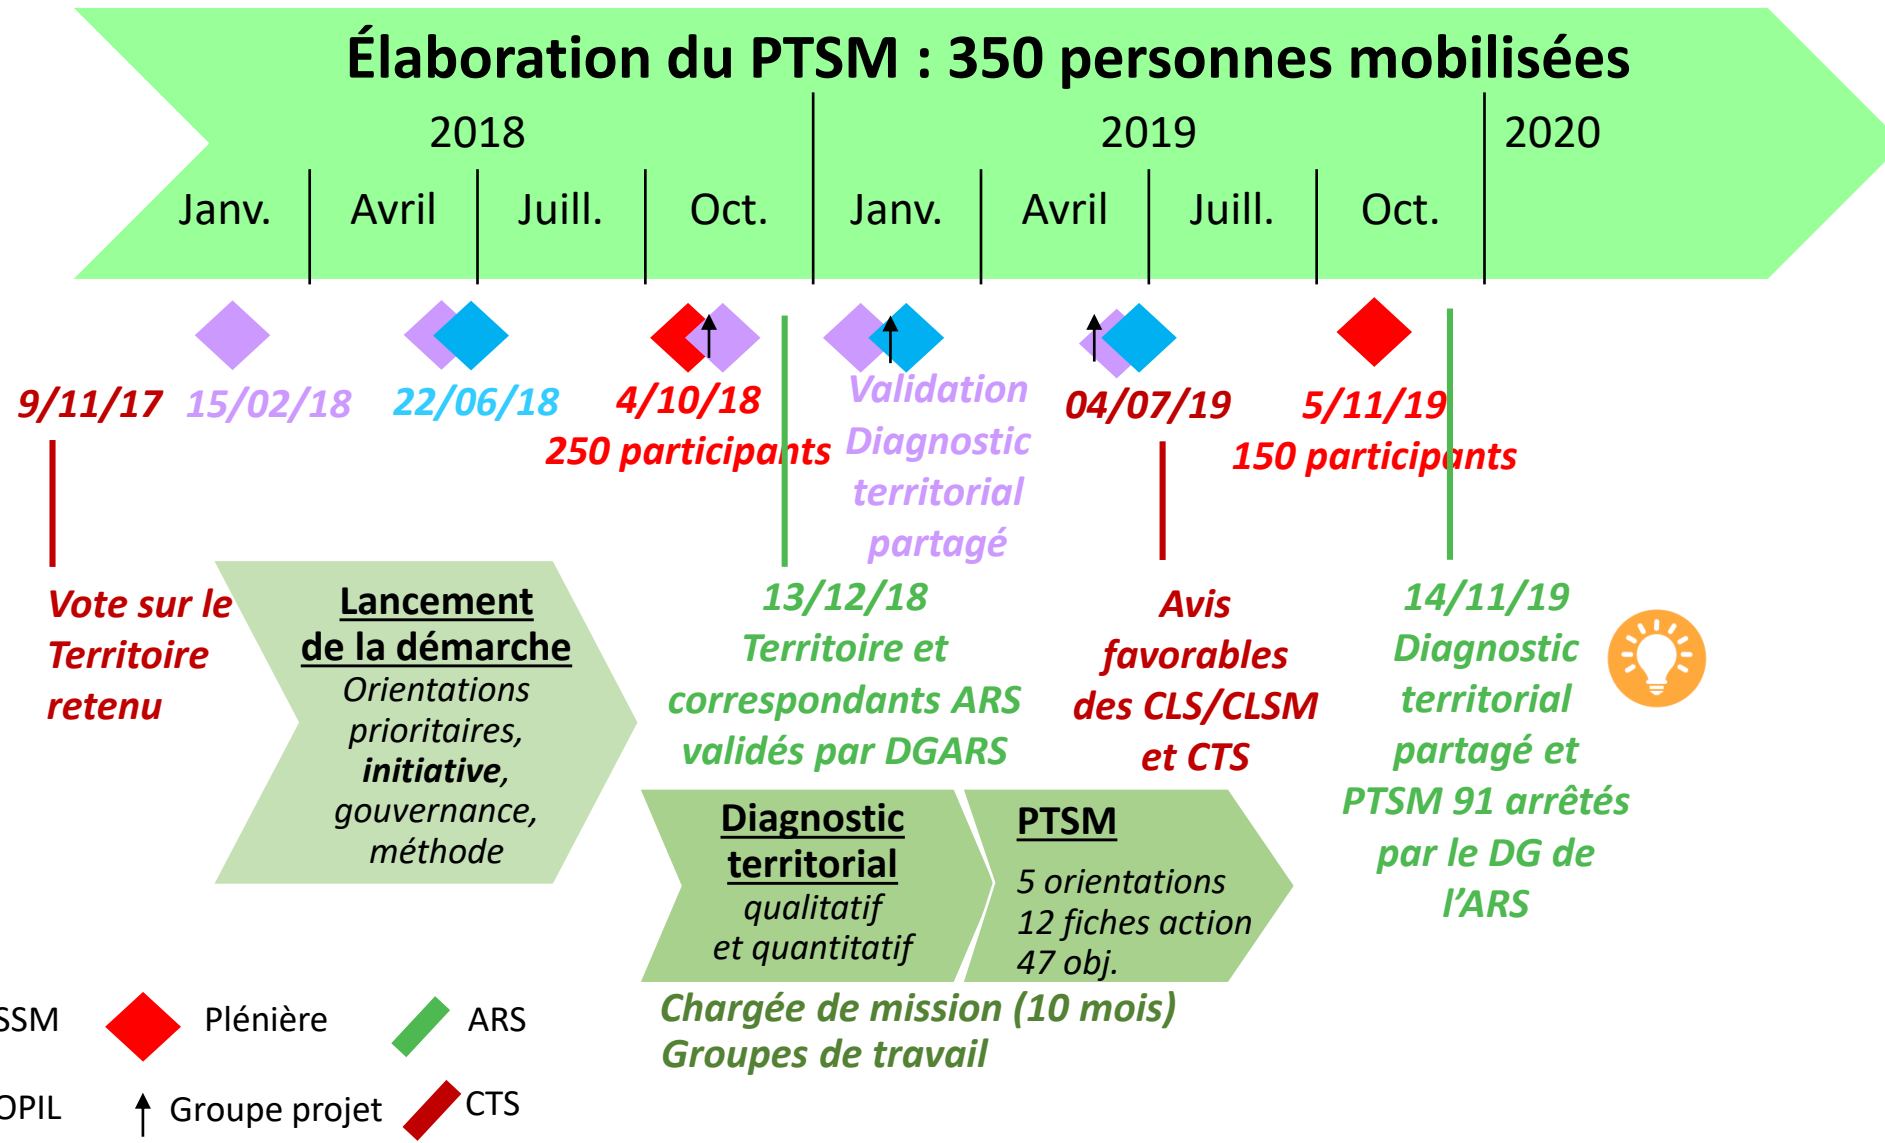 Élaboration du PTSM : 350 personnes mobilisées
2018
2019
2020
Janv.
Avril
Juill.
Oct.
Janv.
Avril
Juill.
Oct.
9/11/17
15/02/18
22/06/18
4/10/18
250 participants
Validation
Diagnostic
territorial
partagé
04/07/19
5/11/19
150 participants
Vote sur le
Territoire
retenu
Lancement
de la démarche
Orientations
prioritaires,
initiative,
gouvernance,
méthode
13/12/18
Territoire et
correspondants ARS
validés par DGARS
Avis
favorables
des CLS/CLSM
et CTS
14/11/19
Diagnostic
territorial
partagé et
PTSM 91 arrêtés
par le DG de
l'ARS
Diagnostic
territorial
qualitatif
et quantitatif
PTSM
5 orientations
12 fiches action
47 obj.
Chargée de mission (10 mois)
Groupes de travail
SSM
Plénière
ARS
OPIL
Groupe projet
CTS